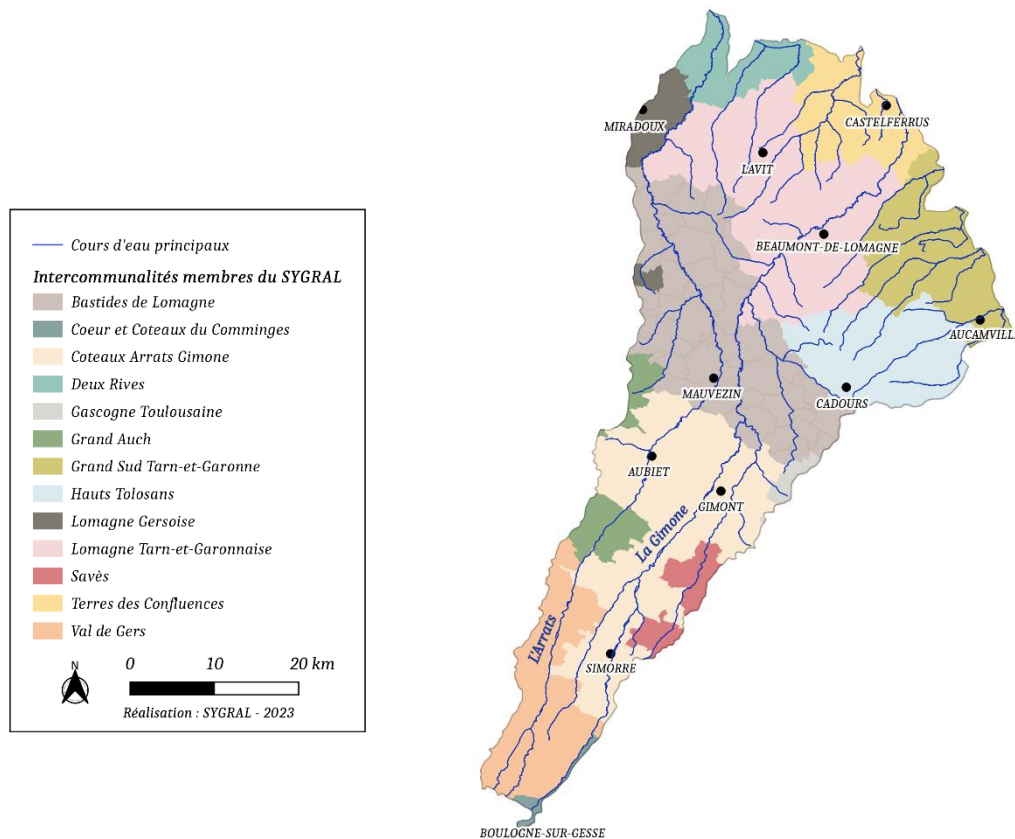 Cours d'eau principaux
Intercommunalités membres du SYGRAL
Bastides de Lomagne
Coeur et Coteaux du Comminges
Coteaux Arrats Gimone
Deux Rives
Gascogne Toulousaine
Grand Auch
Grand Sud Tarn-et-Garonne
Hauts Tolosans
Lomagne Gersoise
Lomagne Tarn-et-Garonnaise
Savès
Terres des Confluences
Val de Gers
N
0 10 20 km
Réalisation : SYGRAL - 2023
MIRADOUX
CASTELFERRUS
LAVIT
BEAUMONT-DE-LOMAGNE
AUCAMVILLE
MAUVEZIN
CADOURS
AUBIET
GIMONT
La Gimone
L'Arrats
SIMORRE
BOULOGNE-SUR-GESSE